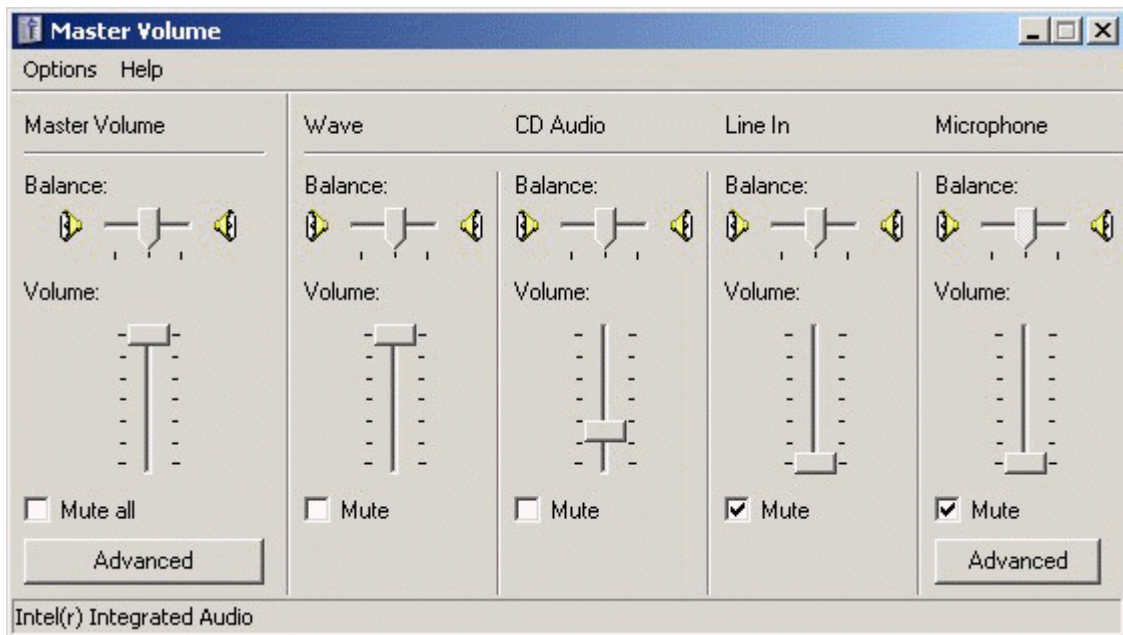 Master Volume
Options Help
Master Volume Wave CD Audio Line In Microphone
Balance: Balance: Balance: Balance: Balance:
Volume: Volume: Volume: Volume: Volume:
Mute all Mute Mute Mute Mute
Advanced Advanced
Intel(r) Integrated Audio